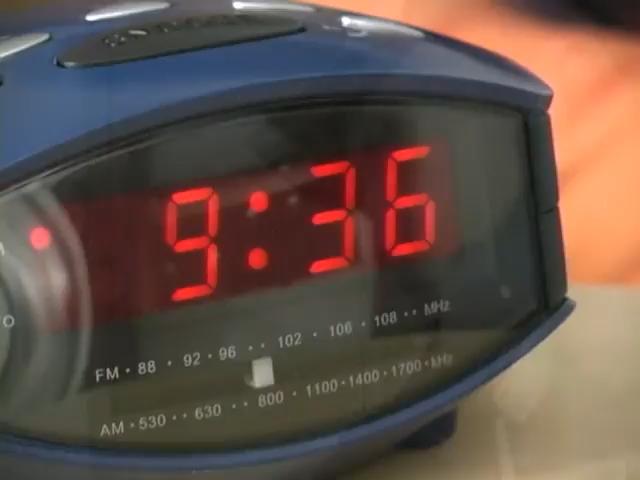 9:36
FM · 88 · 92 · 96 ·· 102 · 106 · 108 ·· MHz
AM · 530 ·· 630 ·· 800 · 1100 · 1400 · 1700 · kHz